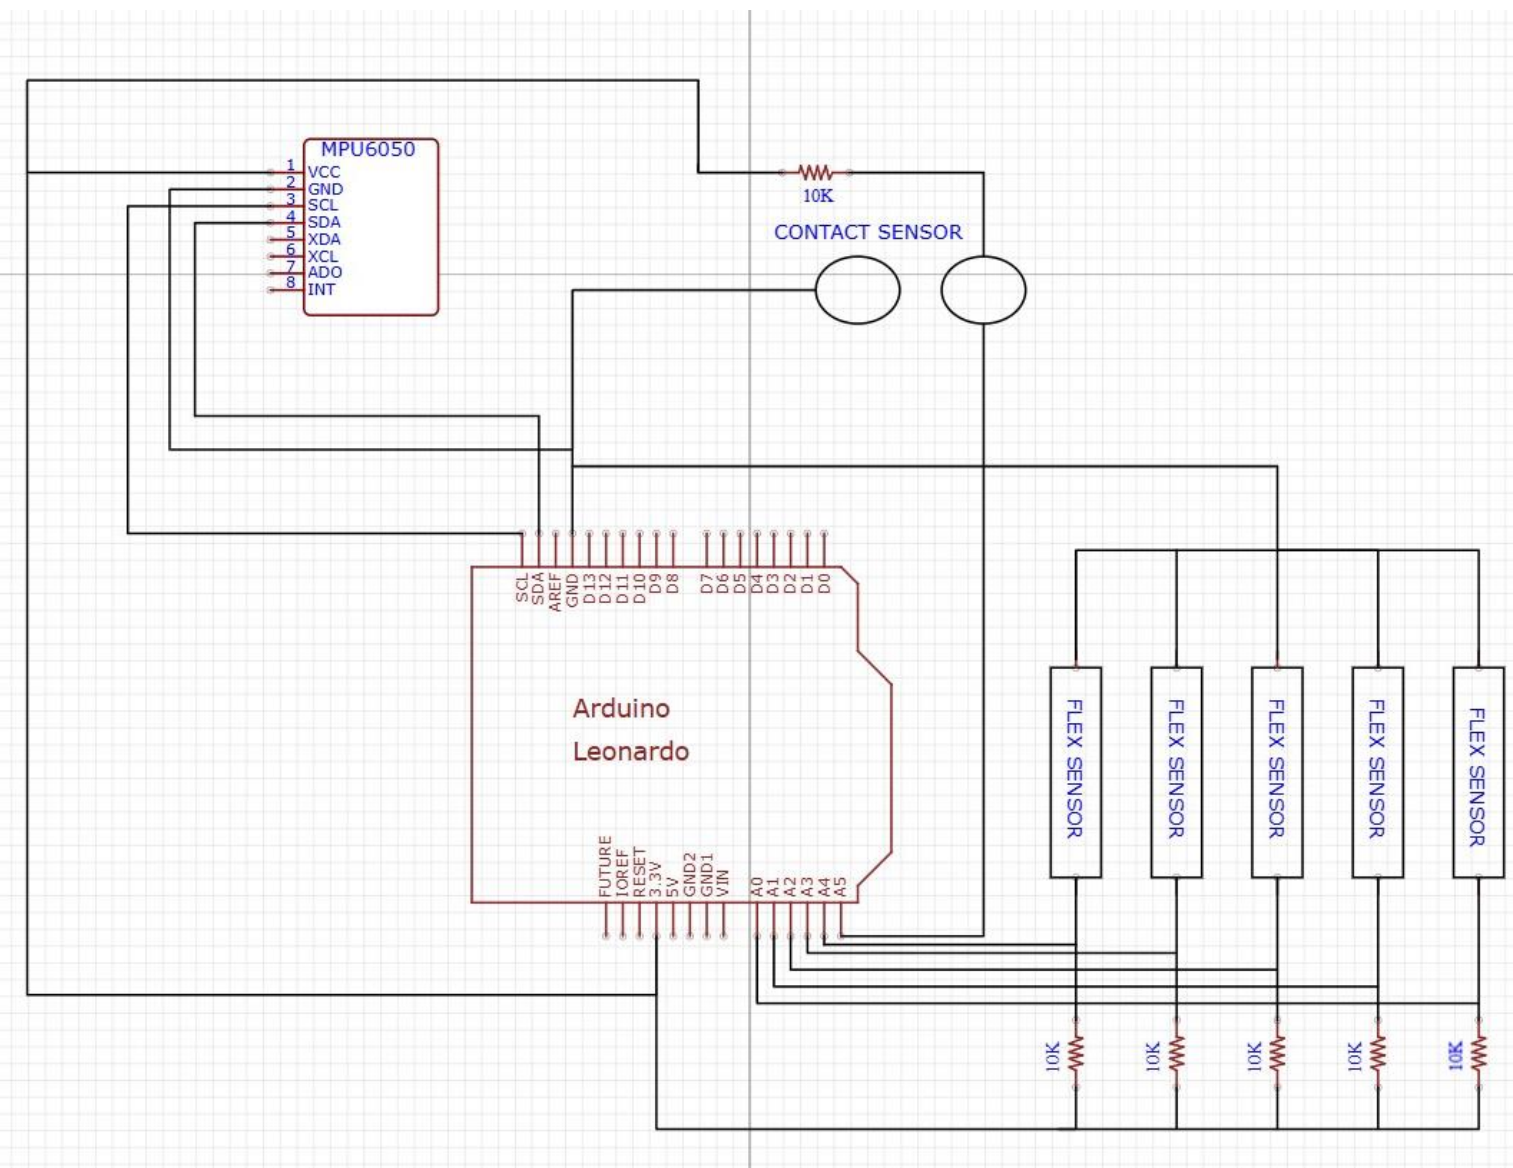 MPU6050
1 VCC
2 GND
3 SCL
4 SDA
5 XDA
6 XCL
7 ADO
8 INT
10K
CONTACT SENSOR
SCL
SDA
AREF
GND
D13
D12
D11
D10
D9
D8
D7
D6
D5
D4
D3
D2
D1
D0
Arduino
Leonardo
FUTURE
IOREF
RESET
3.3V
5V
GND2
GND1
VIN
A0
A1
A2
A3
A4
A5
FLEX SENSOR
FLEX SENSOR
FLEX SENSOR
FLEX SENSOR
FLEX SENSOR
10K
10K
10K
10K
10K